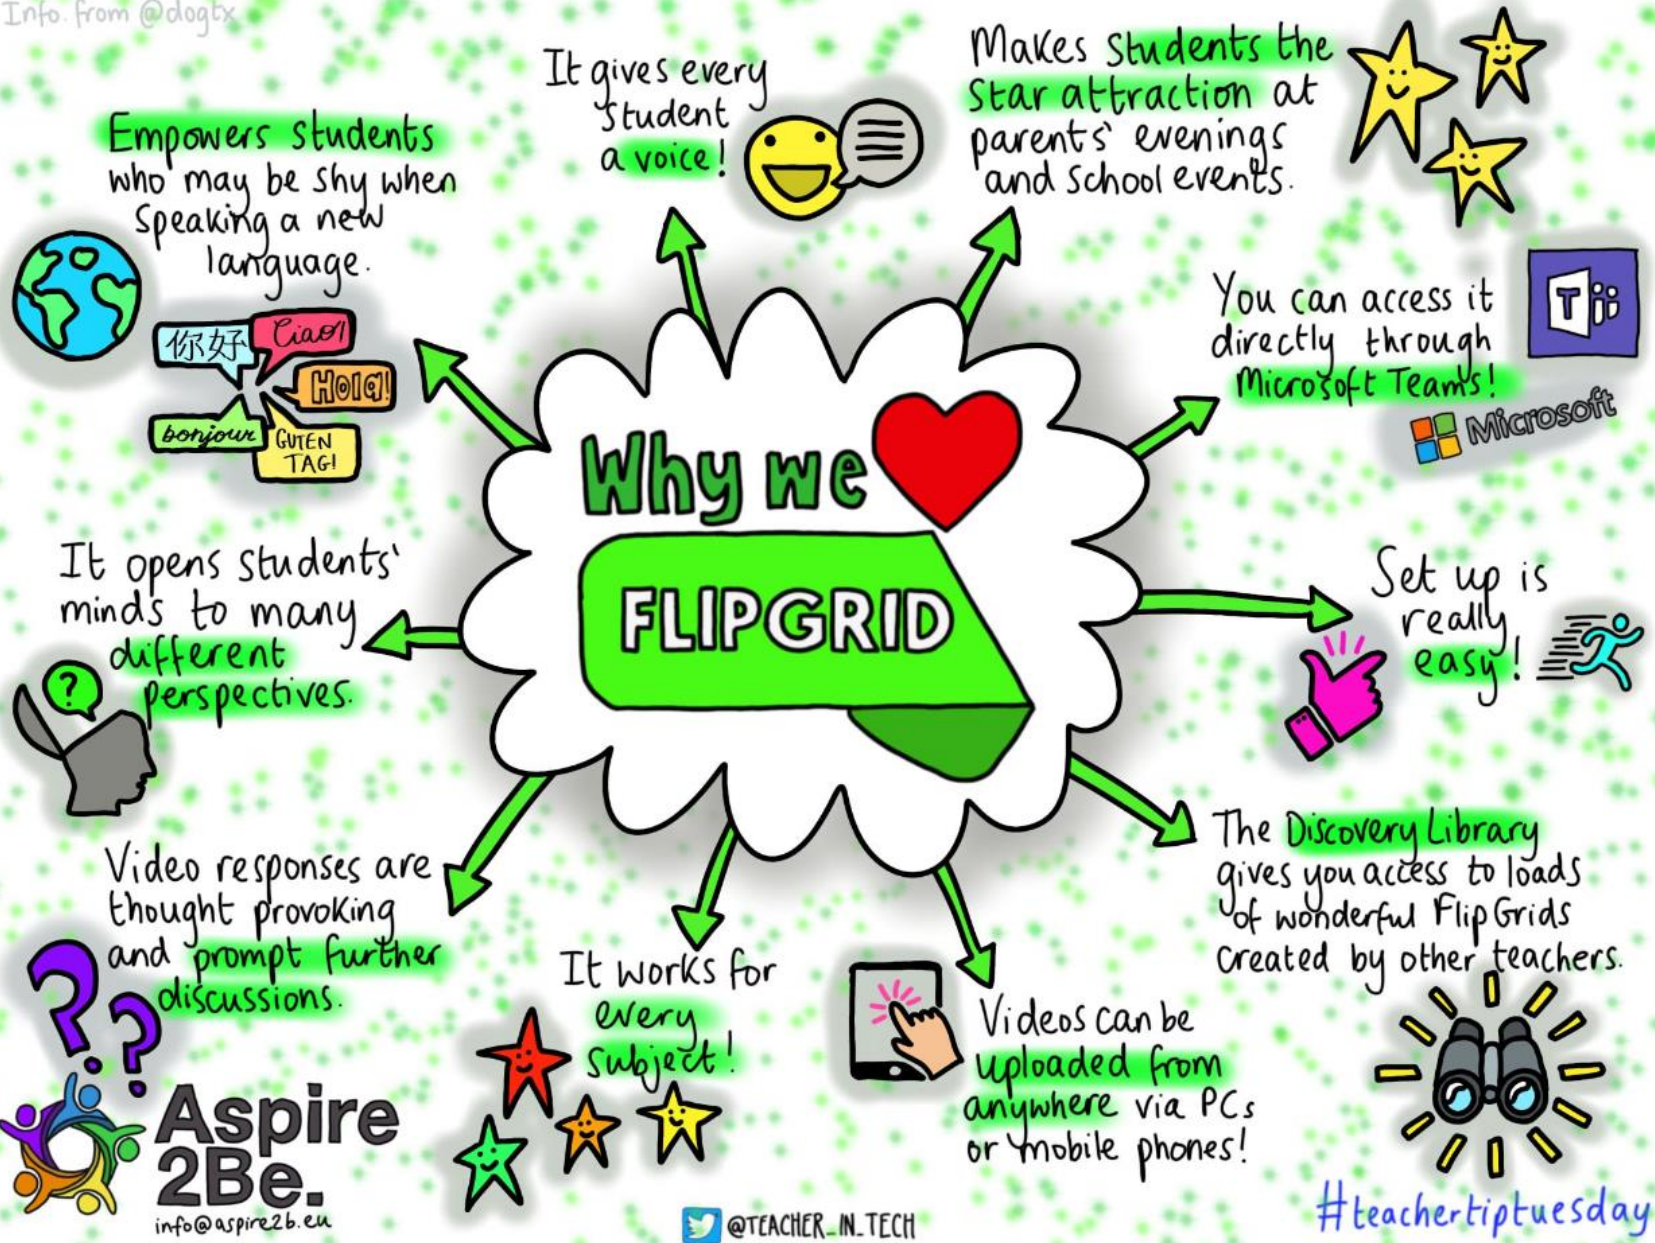 Info. from @dogtx
Empowers students
who may be shy when
speaking a new
language.
你好
Ciao!
Hola!
bonjour
GUTEN
TAG!
It gives every
student
a voice!
Makes students the
star attraction at
parents' evenings
and school events.
You can access it
directly through
Microsoft Teams!
T
Microsoft
Why we
FLIPGRID
Set up is
really
easy!
It opens students'
minds to many
different
perspectives.
?
Video responses are
thought provoking
and prompt further
discussions.
??
It works for
every
subject!
Videos can be
uploaded from
anywhere via PCs
or mobile phones!
The Discovery Library
gives you access to loads
of wonderful Flip Grids
created by other teachers.
Aspire
2Be.
info@aspire2b.eu
@TEACHER_IN_TECH
#teachertiptuesday